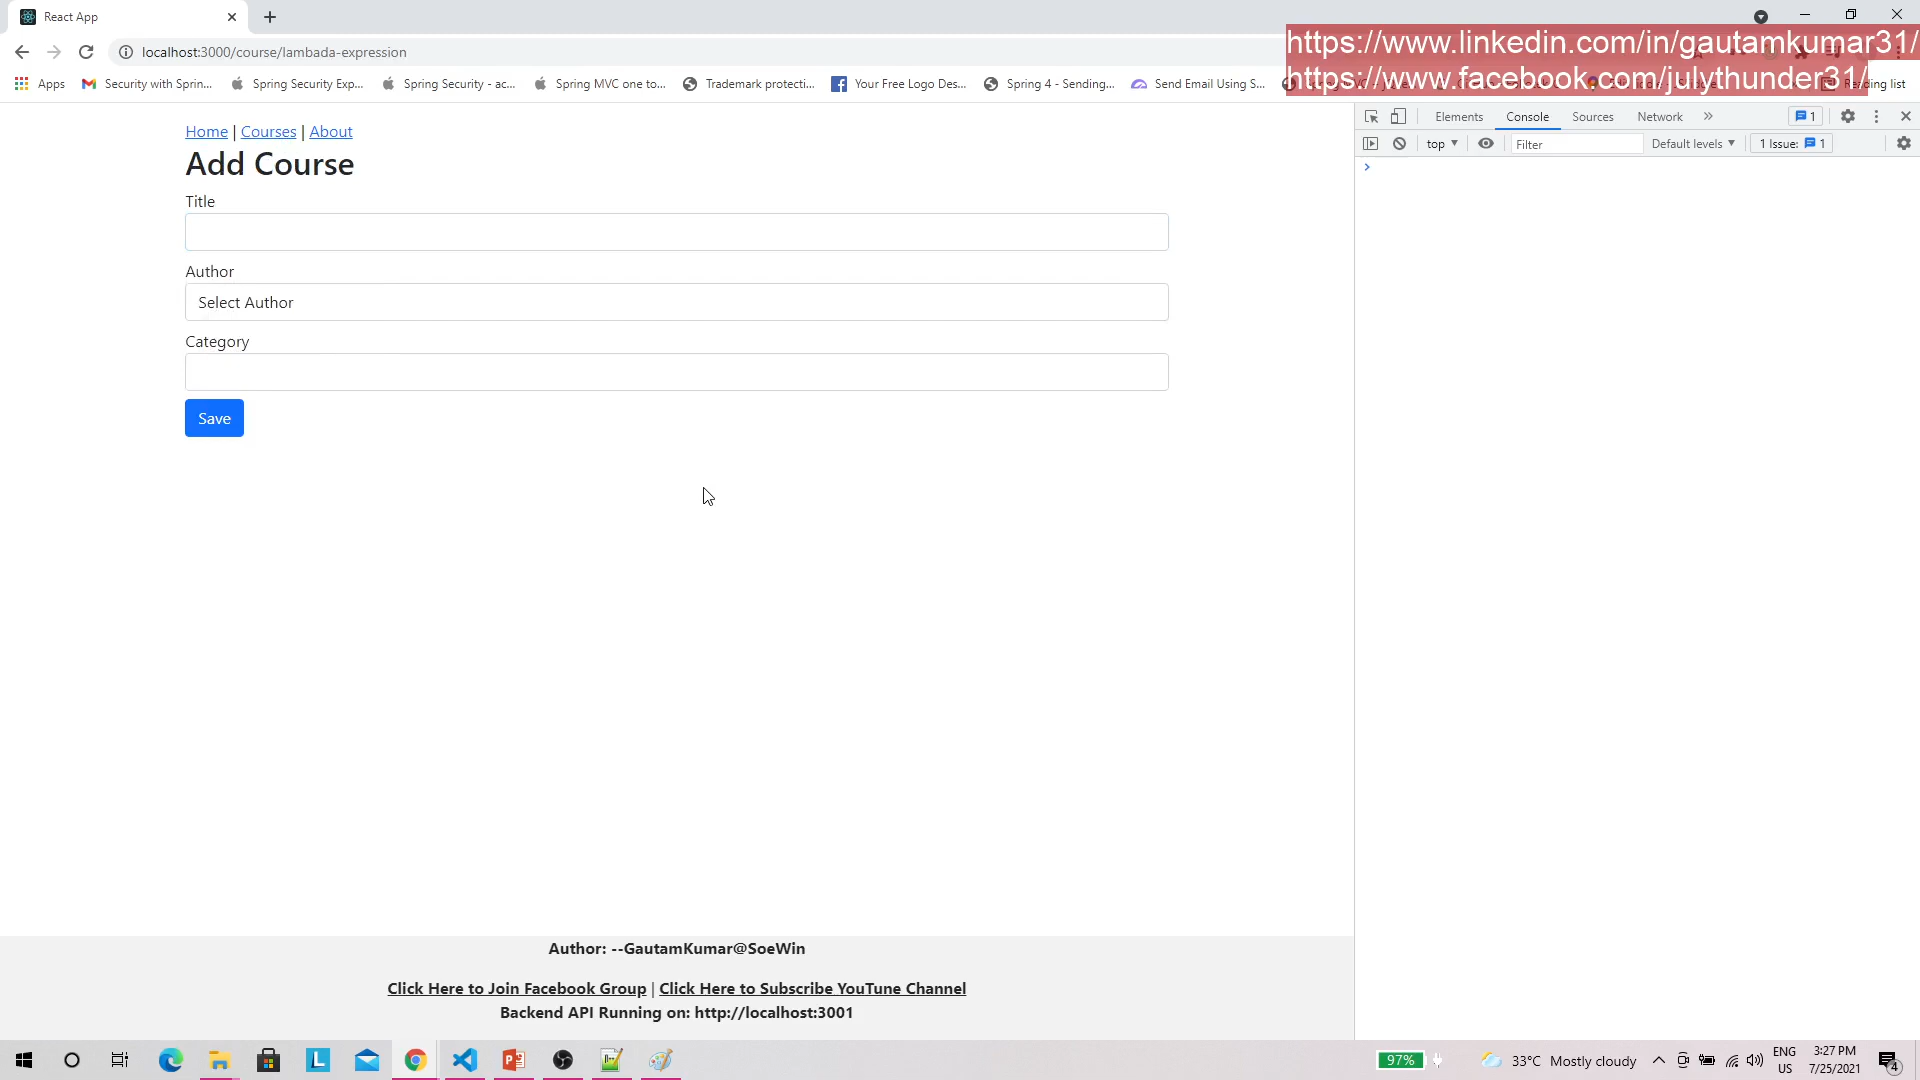 React App
localhost:3000/course/lambada-expression
https://www.linkedin.com/in/gautamkumar31/
https://www.facebook.com/julythunder31/
Apps
Security with Sprin...
Spring Security Exp...
Spring Security - ac...
Spring MVC one to...
Trademark protecti...
Your Free Logo Des...
Spring 4 - Sending...
Send Email Using S...
Reading list
Home | Courses | About
Add Course
Title
Author
Select Author
Category
Save
Elements
Console
Sources
Network
1
top
Filter
Default levels
1 Issue: 1
Author: --GautamKumar@SoeWin
Click Here to Join Facebook Group | Click Here to Subscribe YouTune Channel
Backend API Running on: http://localhost:3001
97%
33°C Mostly cloudy
ENG
US
3:27 PM
7/25/2021
4